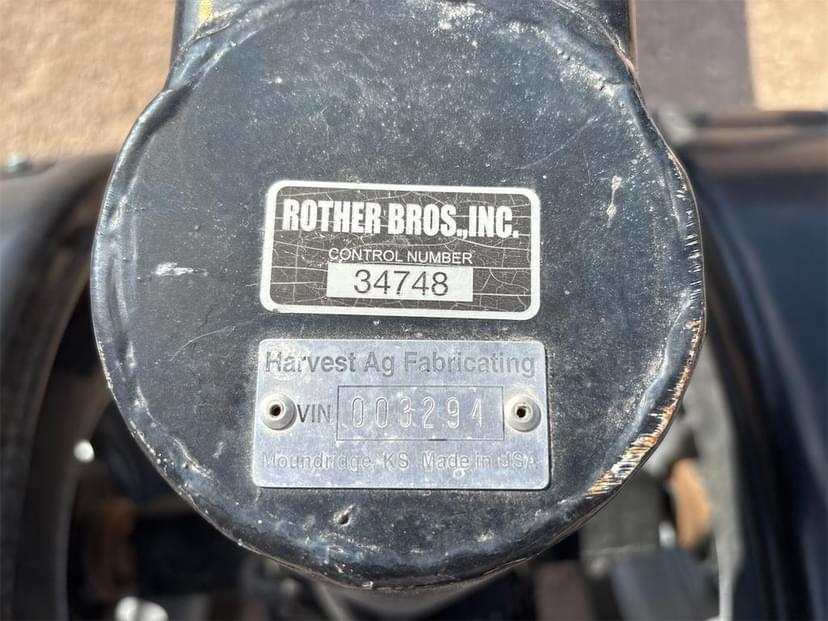 ROTHER BROS.,INC.
CONTROL NUMBER
34748
Harvest Ag Fabricating
VIN 003294
Moundridge, KS Made in USA